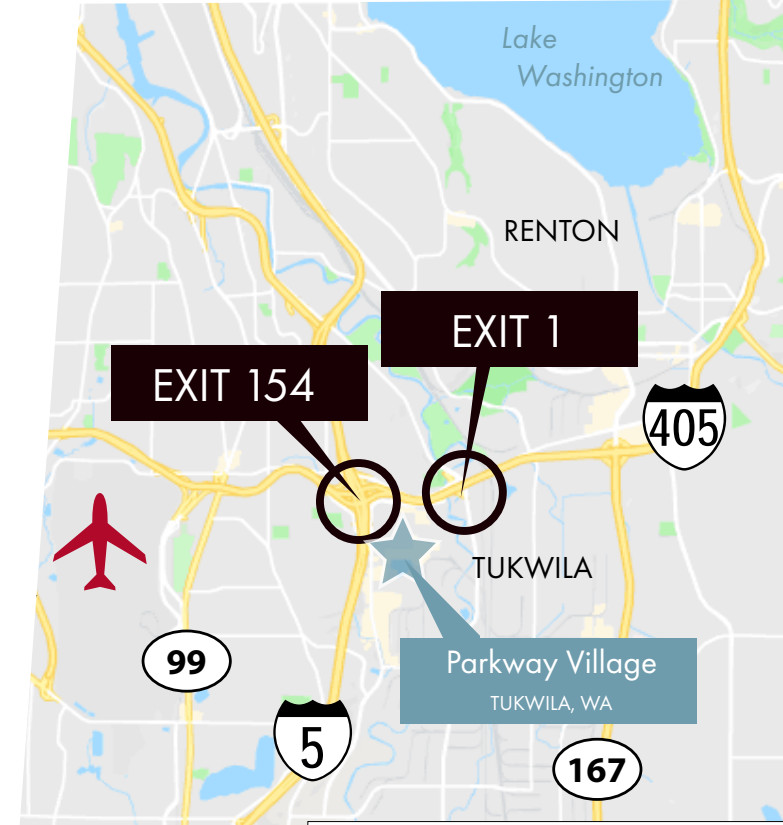 Lake
Washington
RENTON
EXIT 1
EXIT 154
405
TUKWILA
99
Parkway Village
TUKWILA, WA
5
167